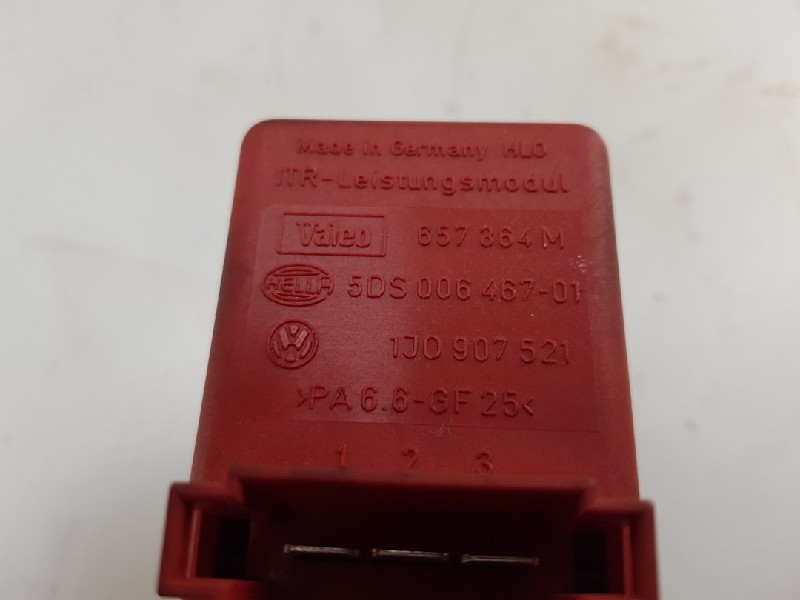 Made in Germany HLO
ITR-Leistungsmodul
Valeo 657 364 M
HELLA 5DS 006 467-01
VW 1J0 907 521
>PA 6.6-GF 25<
1 2 3